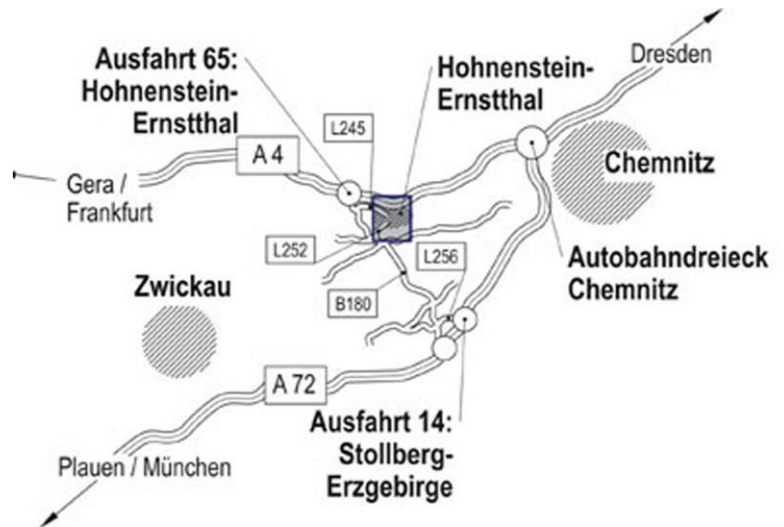 Ausfahrt 65:
Hohnenstein-
Ernstthal
Hohnenstein-
Ernstthal
Dresden
L245
A 4
Chemnitz
Gera /
Frankfurt
L252
L256
Autobahndreieck
Chemnitz
Zwickau
B180
A 72
Ausfahrt 14:
Stollberg-
Erzgebirge
Plauen / München